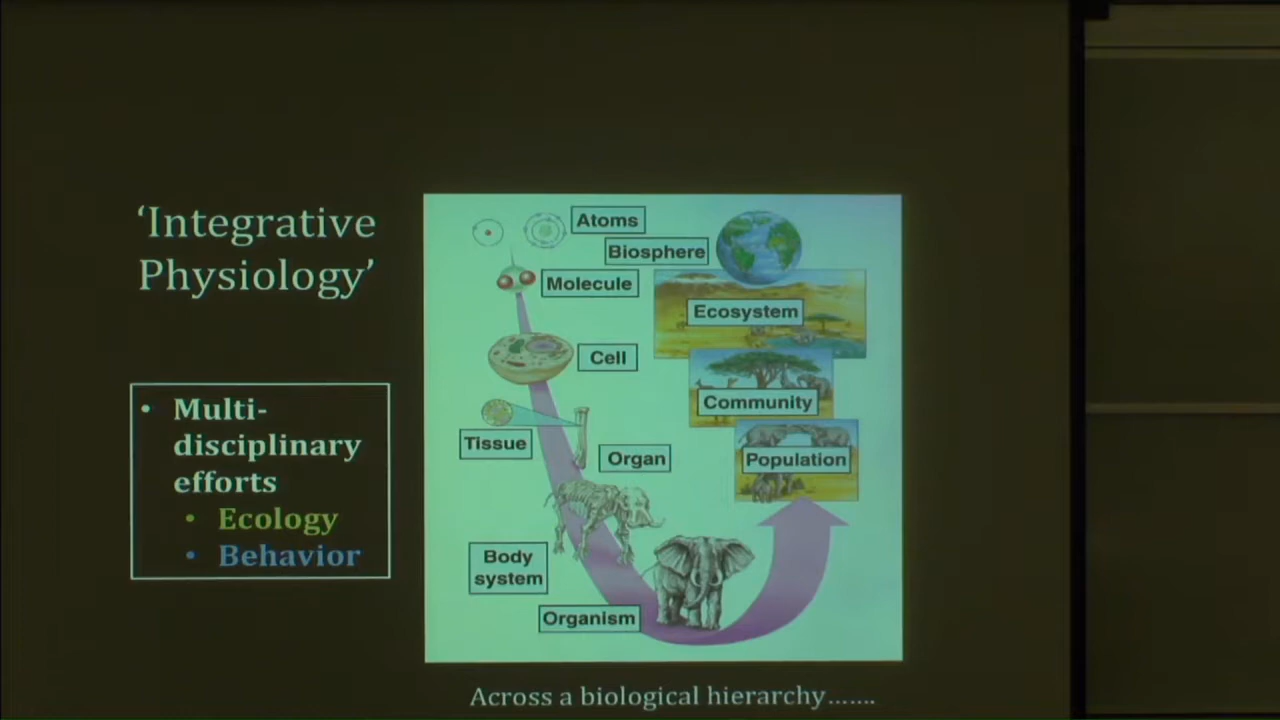 ‘Integrative
Physiology’
• Multi-
disciplinary
efforts
• Ecology
• Behavior
Atoms
Biosphere
Molecule
Ecosystem
Cell
Community
Tissue
Organ
Population
Body
system
Organism
Across a biological hierarchy.......